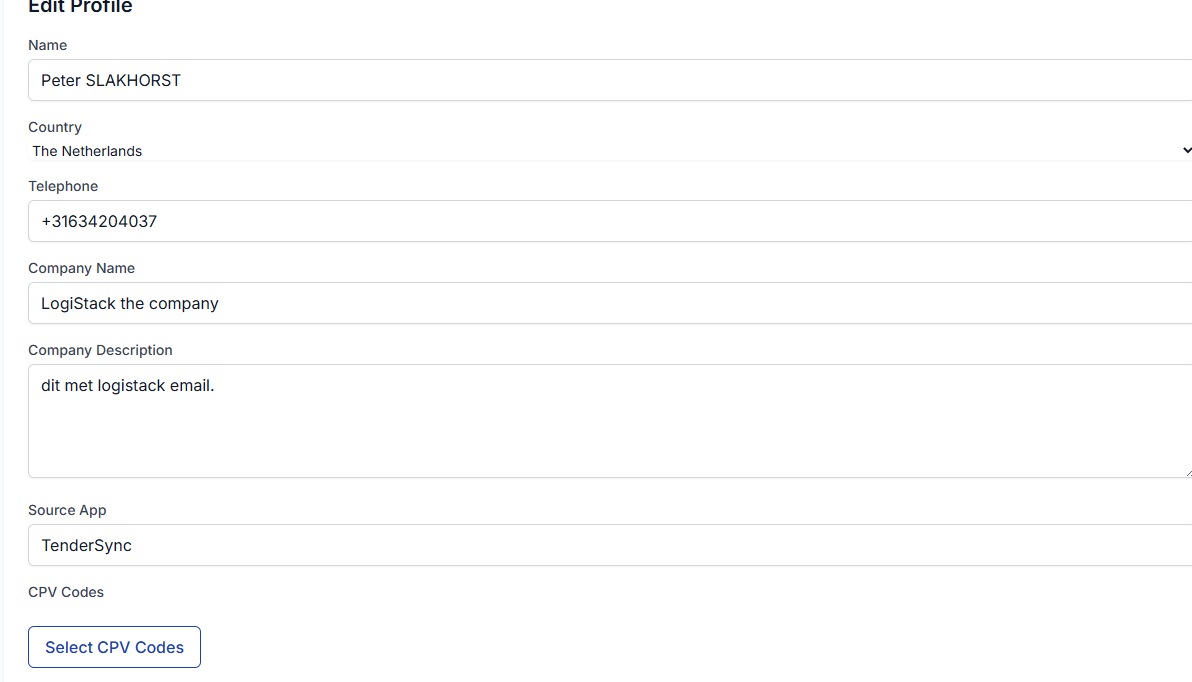 Edit Profile
Name
Peter SLAKHORST
Country
The Netherlands
Telephone
+31634204037
Company Name
LogiStack the company
Company Description
dit met logistack email.
Source App
TenderSync
CPV Codes
Select CPV Codes